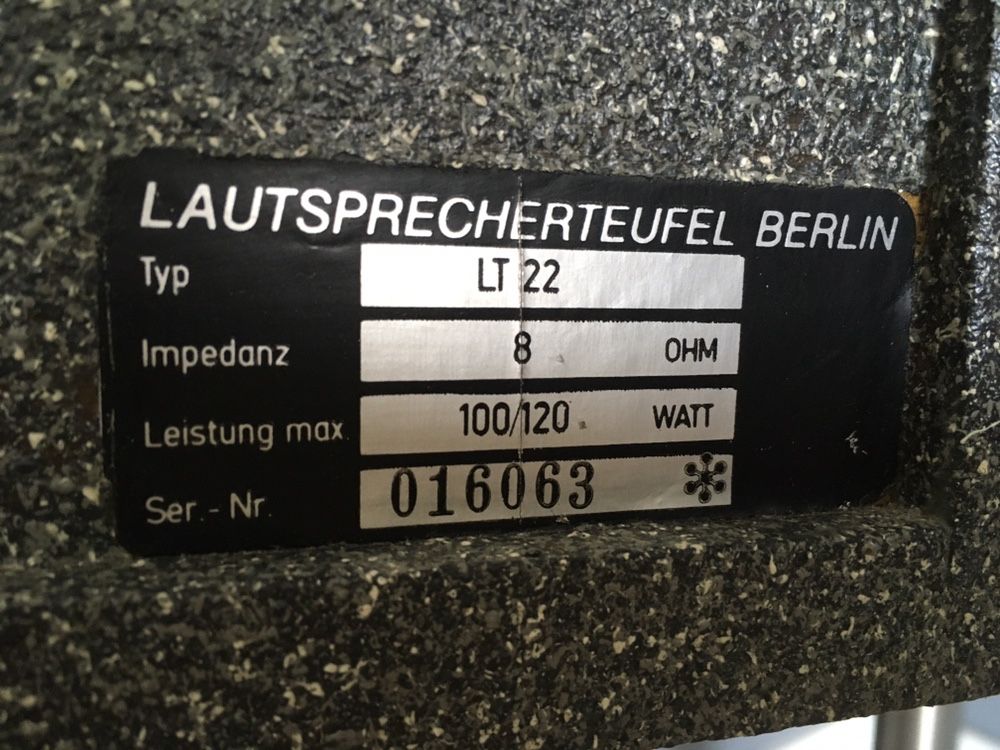 LAUTSPRECHERTEUFEL BERLIN
Typ LT 22
Impedanz 8 OHM
Leistung max. 100/120 WATT
Ser.-Nr. 016063